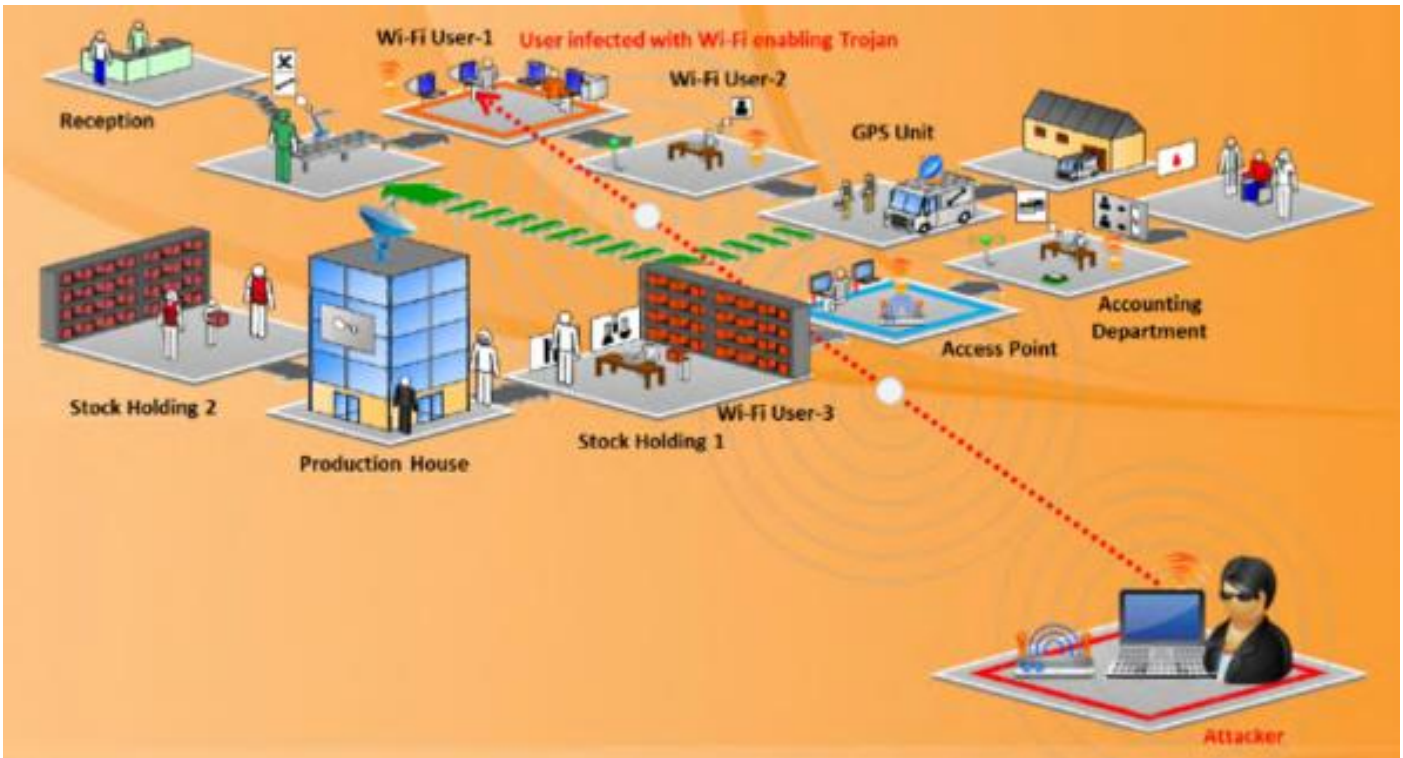 Wi-Fi User-1
User infected with Wi-Fi enabling Trojan
Wi-Fi User-2
Reception
GPS Unit
Accounting
Department
Access Point
Stock Holding 2
Wi-Fi User-3
Stock Holding 1
Production House
Attacker